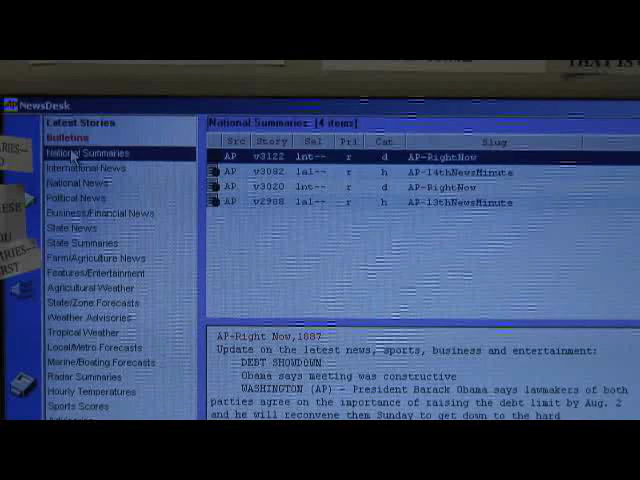 THAT IS
AP NewsDesk
Latest Stories
Bulletins
National Summaries
International News
National News
Political News
Business/Financial News
State News
State Summaries
Farm/Agriculture News
Features/Entertainment
Agricultural Weather
State/Zone Forecasts
Weather Advisories
Tropical Weather
Local/Metro Forecasts
Marine/Boating Forecasts
Radar Summaries
Hourly Temperatures
Sports Scores
National Summaries: [4 items]
Src Story Sel Pri Cat Slug
AP v3122 lnt-- r d AP-RightNow
AP v3082 lal-- r h AP-14thNewsMinute
AP v3020 lnt-- r d AP-RightNow
AP v2988 lal-- r h AP-13thNewsMinute
AP-Right Now,1087
Update on the latest news, sports, business and entertainment:
DEBT SHOWDOWN
Obama says meeting was constructive
WASHINGTON (AP) - President Barack Obama says lawmakers of both
parties agree on the importance of raising the debt limit by Aug. 2
and he will reconvene them Sunday to get down to the hard